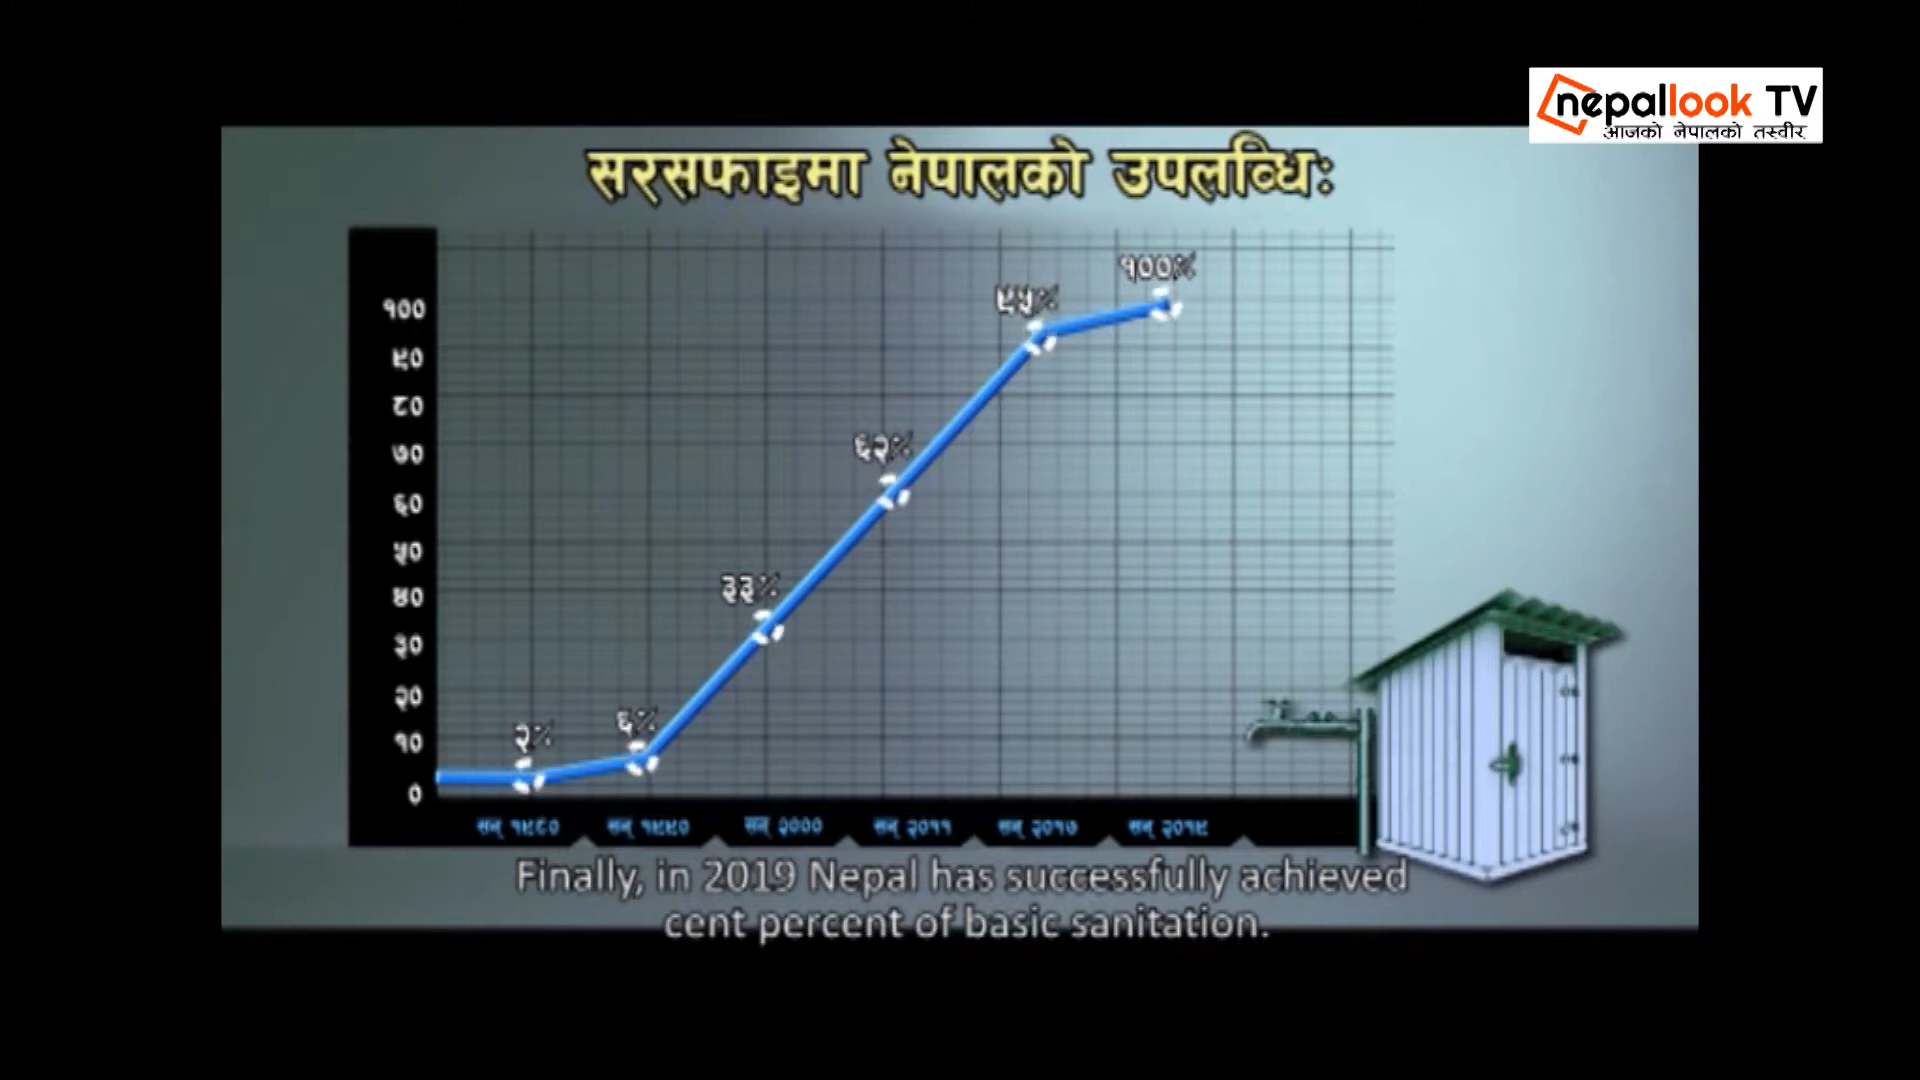 nepallook TV
आजको नेपालको तस्वीर
सरसफाइमा नेपालको उपलब्धिः
१००%
९५%
१००
९०
८०
६२%
७०
६०
५०
३३%
४०
३०
२०
६%
२%
१०
०
सन् १९८० सन् १९९० सन् २००० सन् २०११ सन् २०१७ सन् २०१९
Finally, in 2019 Nepal has successfully achieved
cent percent of basic sanitation.